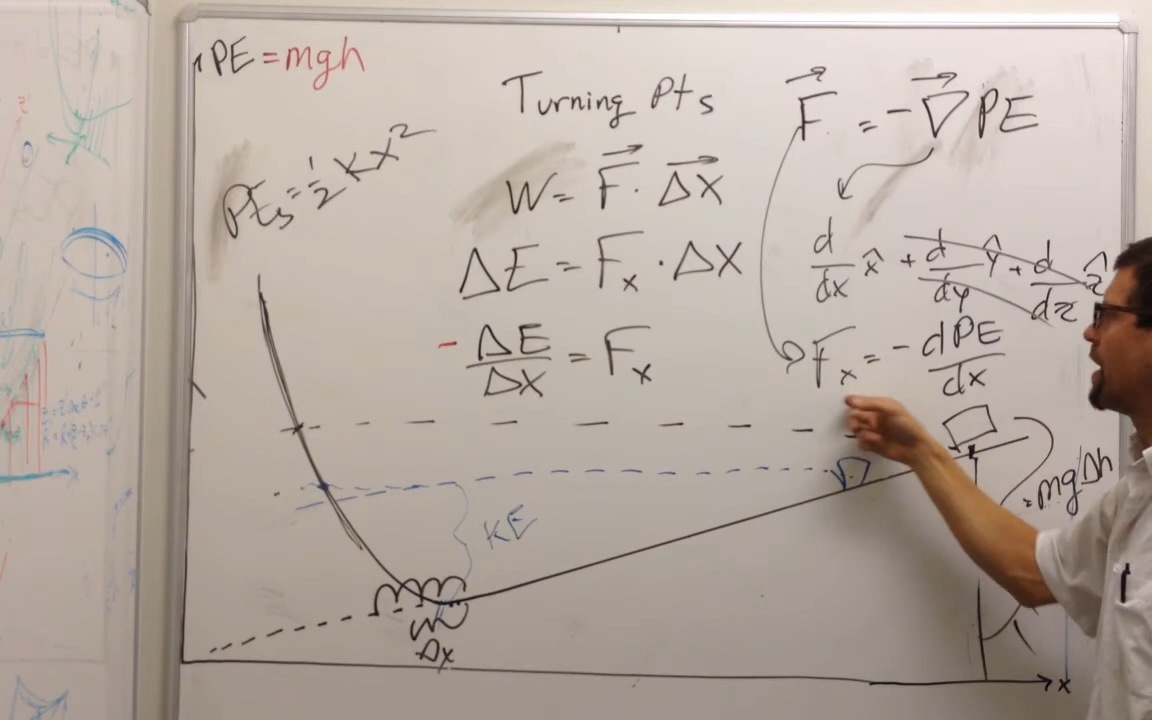 PE = mgh
Turning Pts
PEs = 1/2 kx²
F⃗ = -∇⃗ PE
W = F⃗ · Δx⃗
d/dx x̂ + d/dy ŷ + d/dz ẑ
ΔE = Fx · Δx
- ΔE/Δx = Fx
Fx = - dPE/dx
= mgΔh
KE
Δx
x